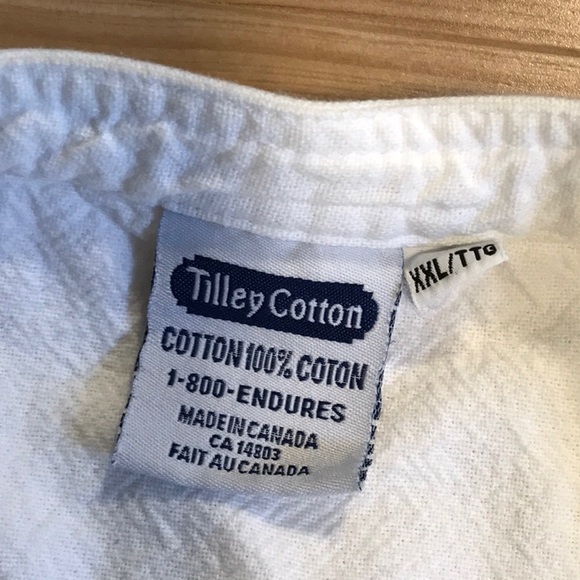 Tilley Cotton
COTTON 100% COTON
1-800-ENDURES
MADE IN CANADA
CA 14803
FAIT AU CANADA
XXL/TTG